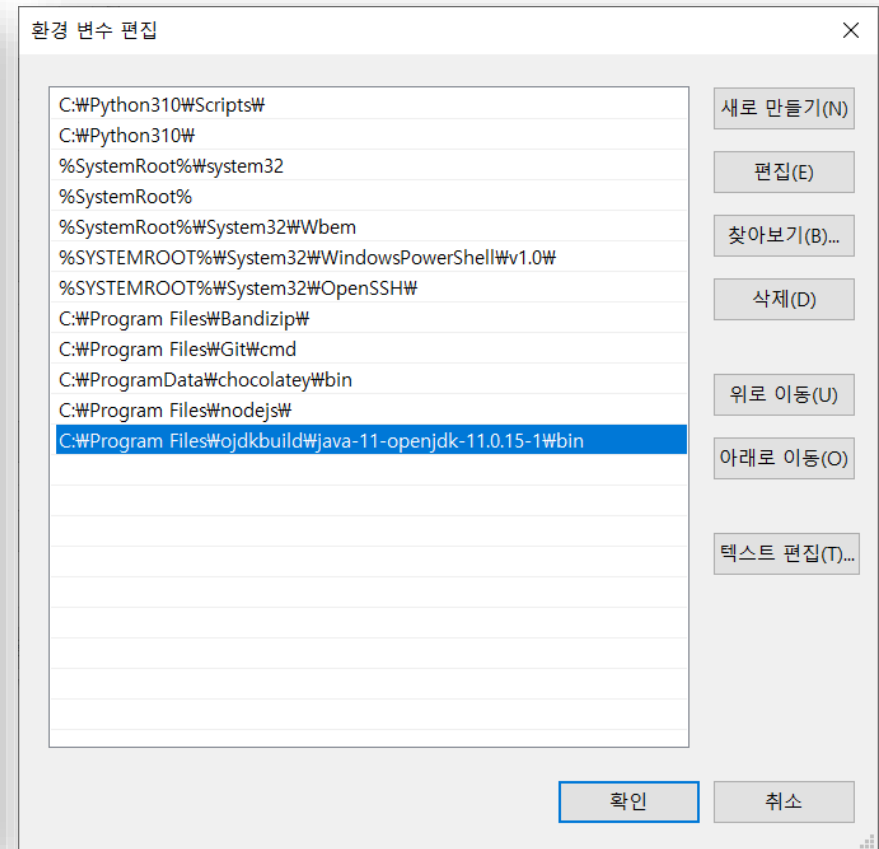 환경 변수 편집
C:₩Python310₩Scripts₩
C:₩Python310₩
%SystemRoot%₩system32
%SystemRoot%
%SystemRoot%₩System32₩Wbem
%SYSTEMROOT%₩System32₩WindowsPowerShell₩v1.0₩
%SYSTEMROOT%₩System32₩OpenSSH₩
C:₩Program Files₩Bandizip₩
C:₩Program Files₩Git₩cmd
C:₩ProgramData₩chocolatey₩bin
C:₩Program Files₩nodejs₩
C:₩Program Files₩ojdkbuild₩java-11-openjdk-11.0.15-1₩bin
새로 만들기(N)
편집(E)
찾아보기(B)...
삭제(D)
위로 이동(U)
아래로 이동(O)
텍스트 편집(T)...
확인
취소